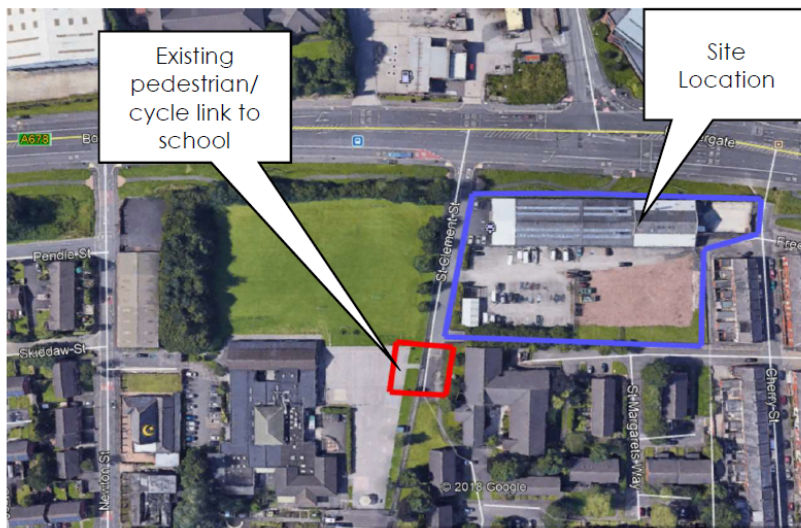 Existing
pedestrian/
cycle link to
school
Site
Location
A678
St Clement St
Pendle St
Skiddaw St
Newton St
St Margarets Way
Cherry St
© 2018 Google